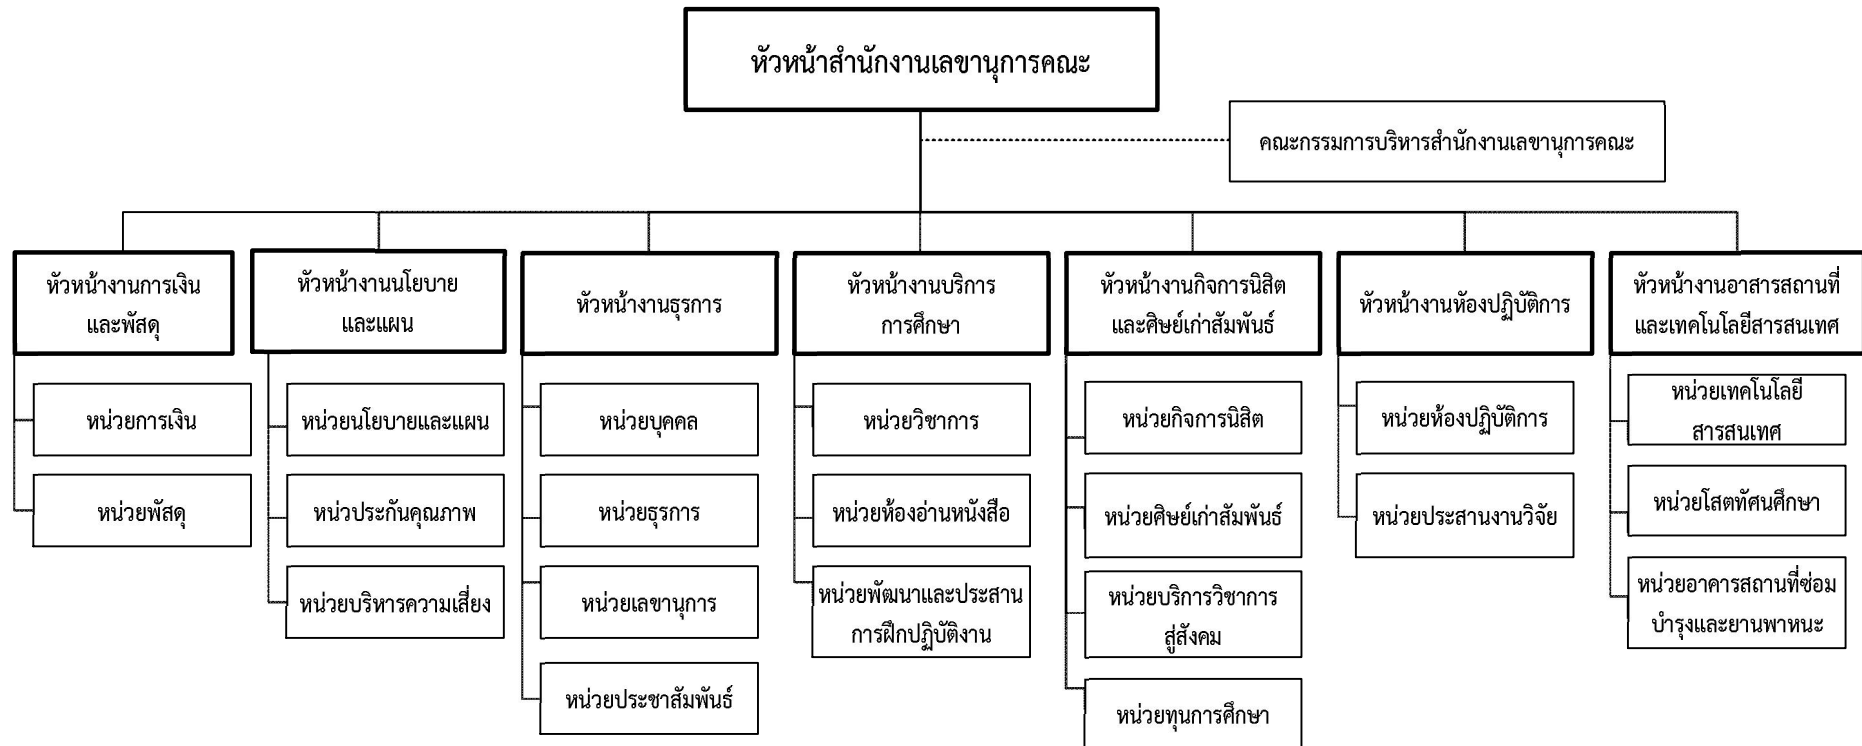 หัวหน้าสำนักงานเลขานุการคณะ
คณะกรรมการบริหารสำนักงานเลขานุการคณะ
หัวหน้างานการเงิน
และพัสดุ
หน่วยการเงิน
หน่วยพัสดุ
หัวหน้างานนโยบาย
และแผน
หน่วยนโยบายและแผน
หน่วประกันคุณภาพ
หน่วยบริหารความเสี่ยง
หัวหน้างานธุรการ
หน่วยบุคคล
หน่วยธุรการ
หน่วยเลขานุการ
หน่วยประชาสัมพันธ์
หัวหน้างานบริการ
การศึกษา
หน่วยวิชาการ
หน่วยห้องอ่านหนังสือ
หน่วยพัฒนาและประสาน
การฝึกปฏิบัติงาน
หัวหน้างานกิจการนิสิต
และศิษย์เก่าสัมพันธ์
หน่วยกิจการนิสิต
หน่วยศิษย์เก่าสัมพันธ์
หน่วยบริการวิชาการ
สู่สังคม
หน่วยทุนการศึกษา
หัวหน้างานห้องปฏิบัติการ
หน่วยห้องปฏิบัติการ
หน่วยประสานงานวิจัย
หัวหน้างานอาสารสถานที่
และเทคโนโลยีสารสนเทศ
หน่วยเทคโนโลยี
สารสนเทศ
หน่วยโสตทัศนศึกษา
หน่วยอาคารสถานที่ซ่อม
บำรุงและยานพาหนะ